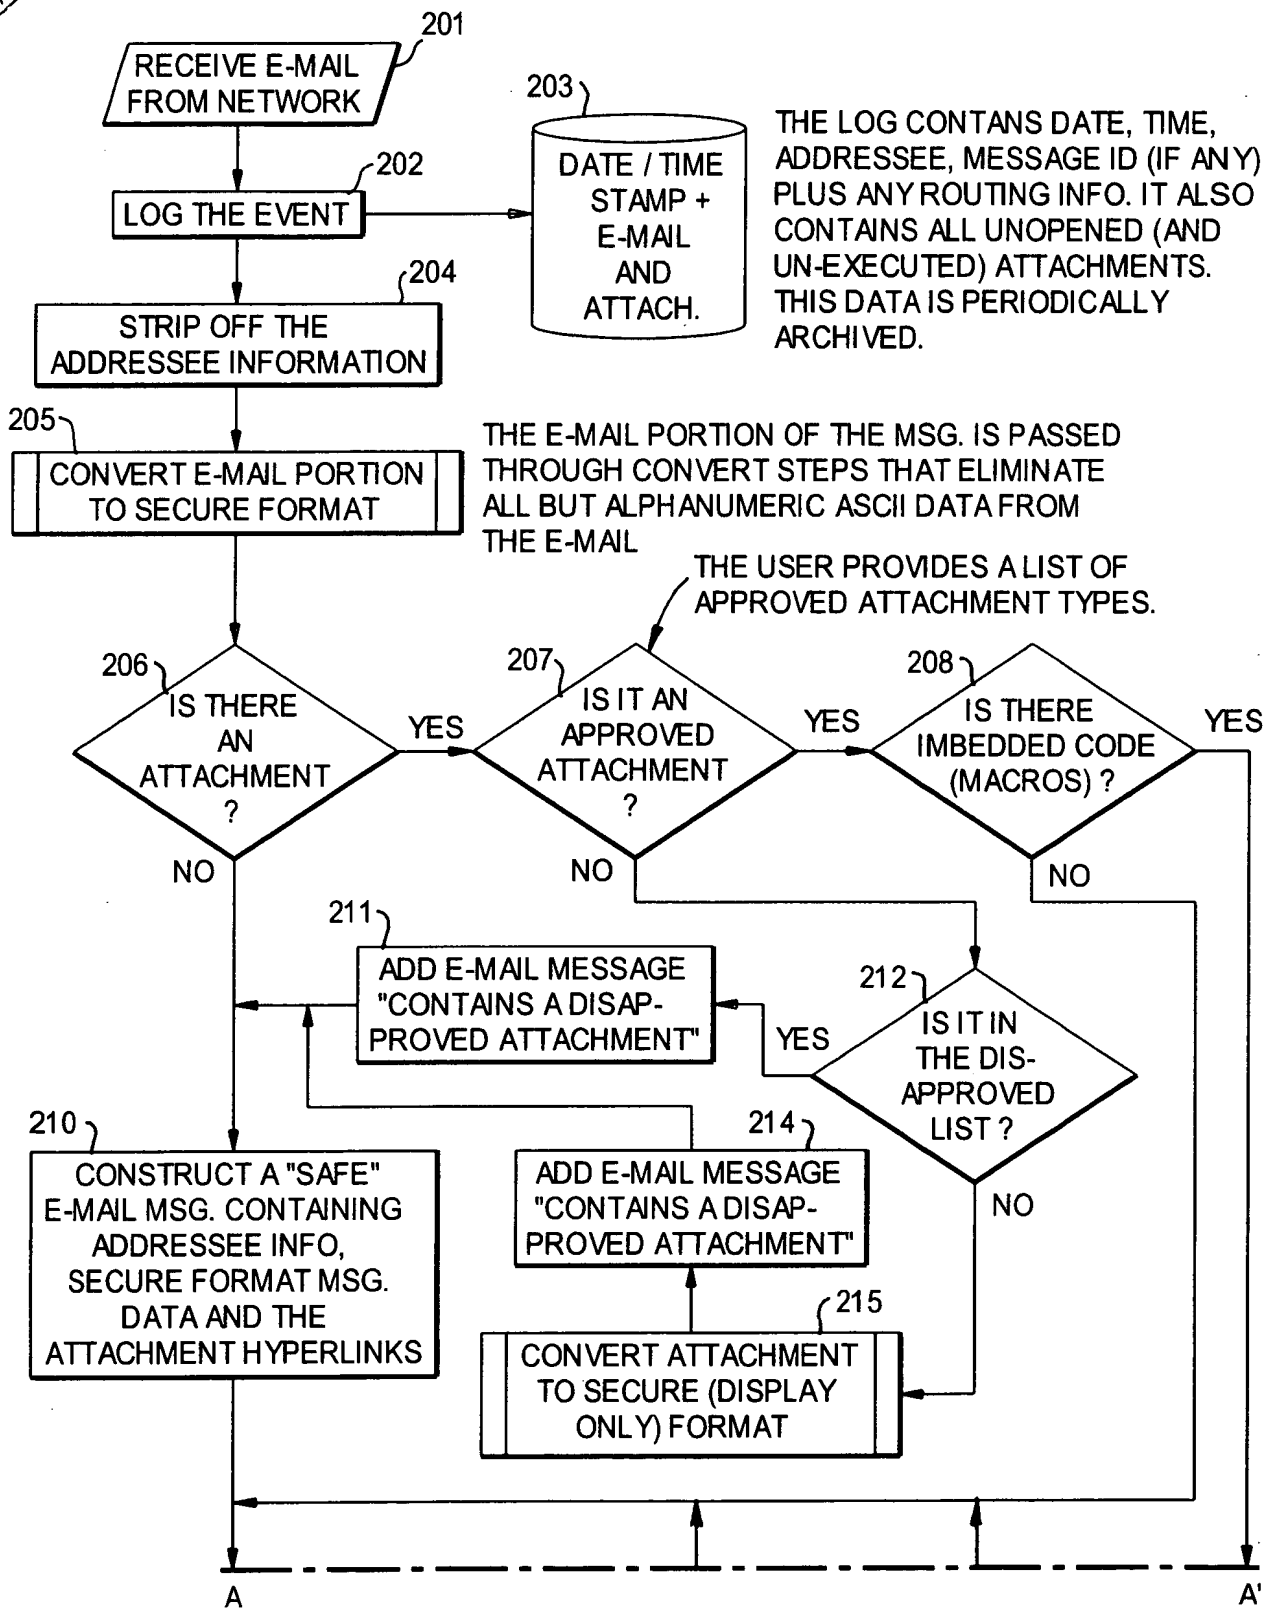 201
RECEIVE E-MAIL
FROM NETWORK
202
LOG THE EVENT
203
DATE / TIME
STAMP +
E-MAIL
AND
ATTACH.
THE LOG CONTANS DATE, TIME,
ADDRESSEE, MESSAGE ID (IF ANY)
PLUS ANY ROUTING INFO. IT ALSO
CONTAINS ALL UNOPENED (AND
UN-EXECUTED) ATTACHMENTS.
THIS DATA IS PERIODICALLY
ARCHIVED.
204
STRIP OFF THE
ADDRESSEE INFORMATION
205
CONVERT E-MAIL PORTION
TO SECURE FORMAT
THE E-MAIL PORTION OF THE MSG. IS PASSED
THROUGH CONVERT STEPS THAT ELIMINATE
ALL BUT ALPHANUMERIC ASCII DATA FROM
THE E-MAIL
THE USER PROVIDES A LIST OF
APPROVED ATTACHMENT TYPES.
206
IS THERE
AN
ATTACHMENT
?
YES
NO
207
IS IT AN
APPROVED
ATTACHMENT
?
YES
NO
208
IS THERE
IMBEDDED CODE
(MACROS) ?
YES
NO
211
ADD E-MAIL MESSAGE
"CONTAINS A DISAP-
PROVED ATTACHMENT"
212
IS IT IN
THE DIS-
APPROVED
LIST ?
YES
NO
210
CONSTRUCT A "SAFE"
E-MAIL MSG. CONTAINING
ADDRESSEE INFO,
SECURE FORMAT MSG.
DATA AND THE
ATTACHMENT HYPERLINKS
214
ADD E-MAIL MESSAGE
"CONTAINS A DISAP-
PROVED ATTACHMENT"
215
CONVERT ATTACHMENT
TO SECURE (DISPLAY
ONLY) FORMAT
A
A'